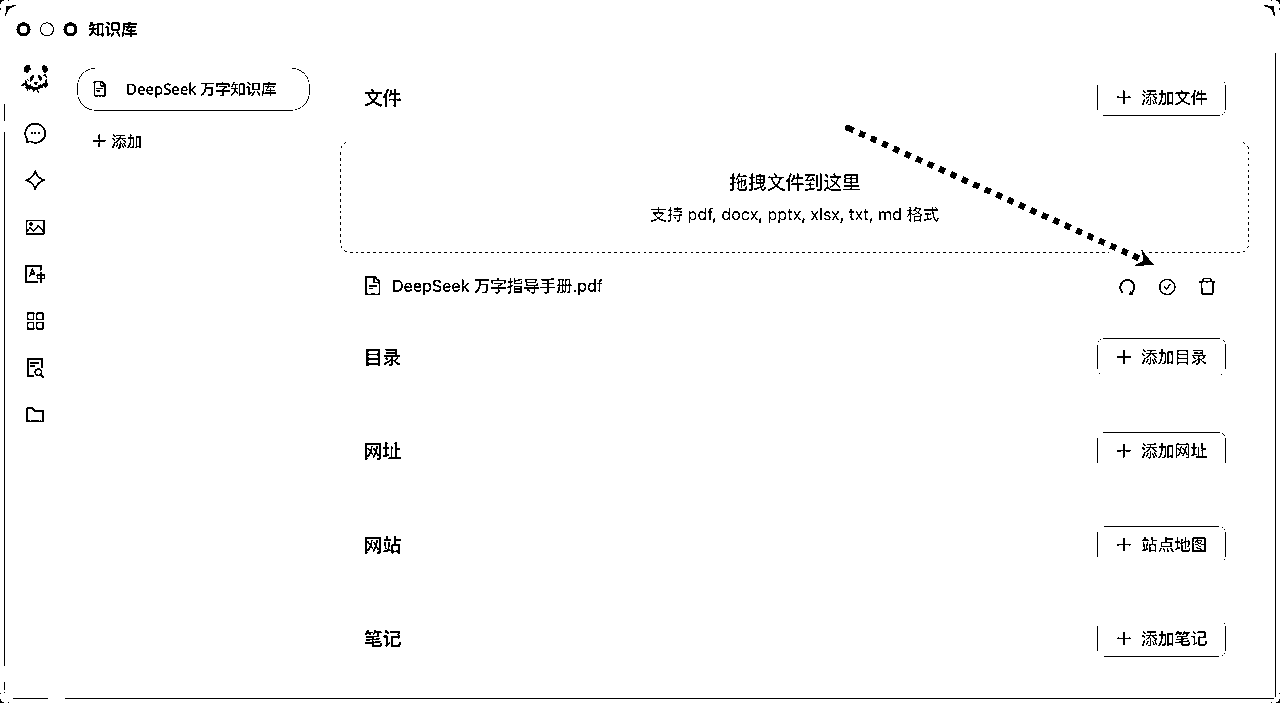 知识库
DeepSeek 万字知识库
+ 添加
文件
+ 添加文件
拖拽文件到这里
支持 pdf, docx, pptx, xlsx, txt, md 格式
DeepSeek 万字指导手册.pdf
目录
+ 添加目录
网址
+ 添加网址
网站
+ 站点地图
笔记
+ 添加笔记